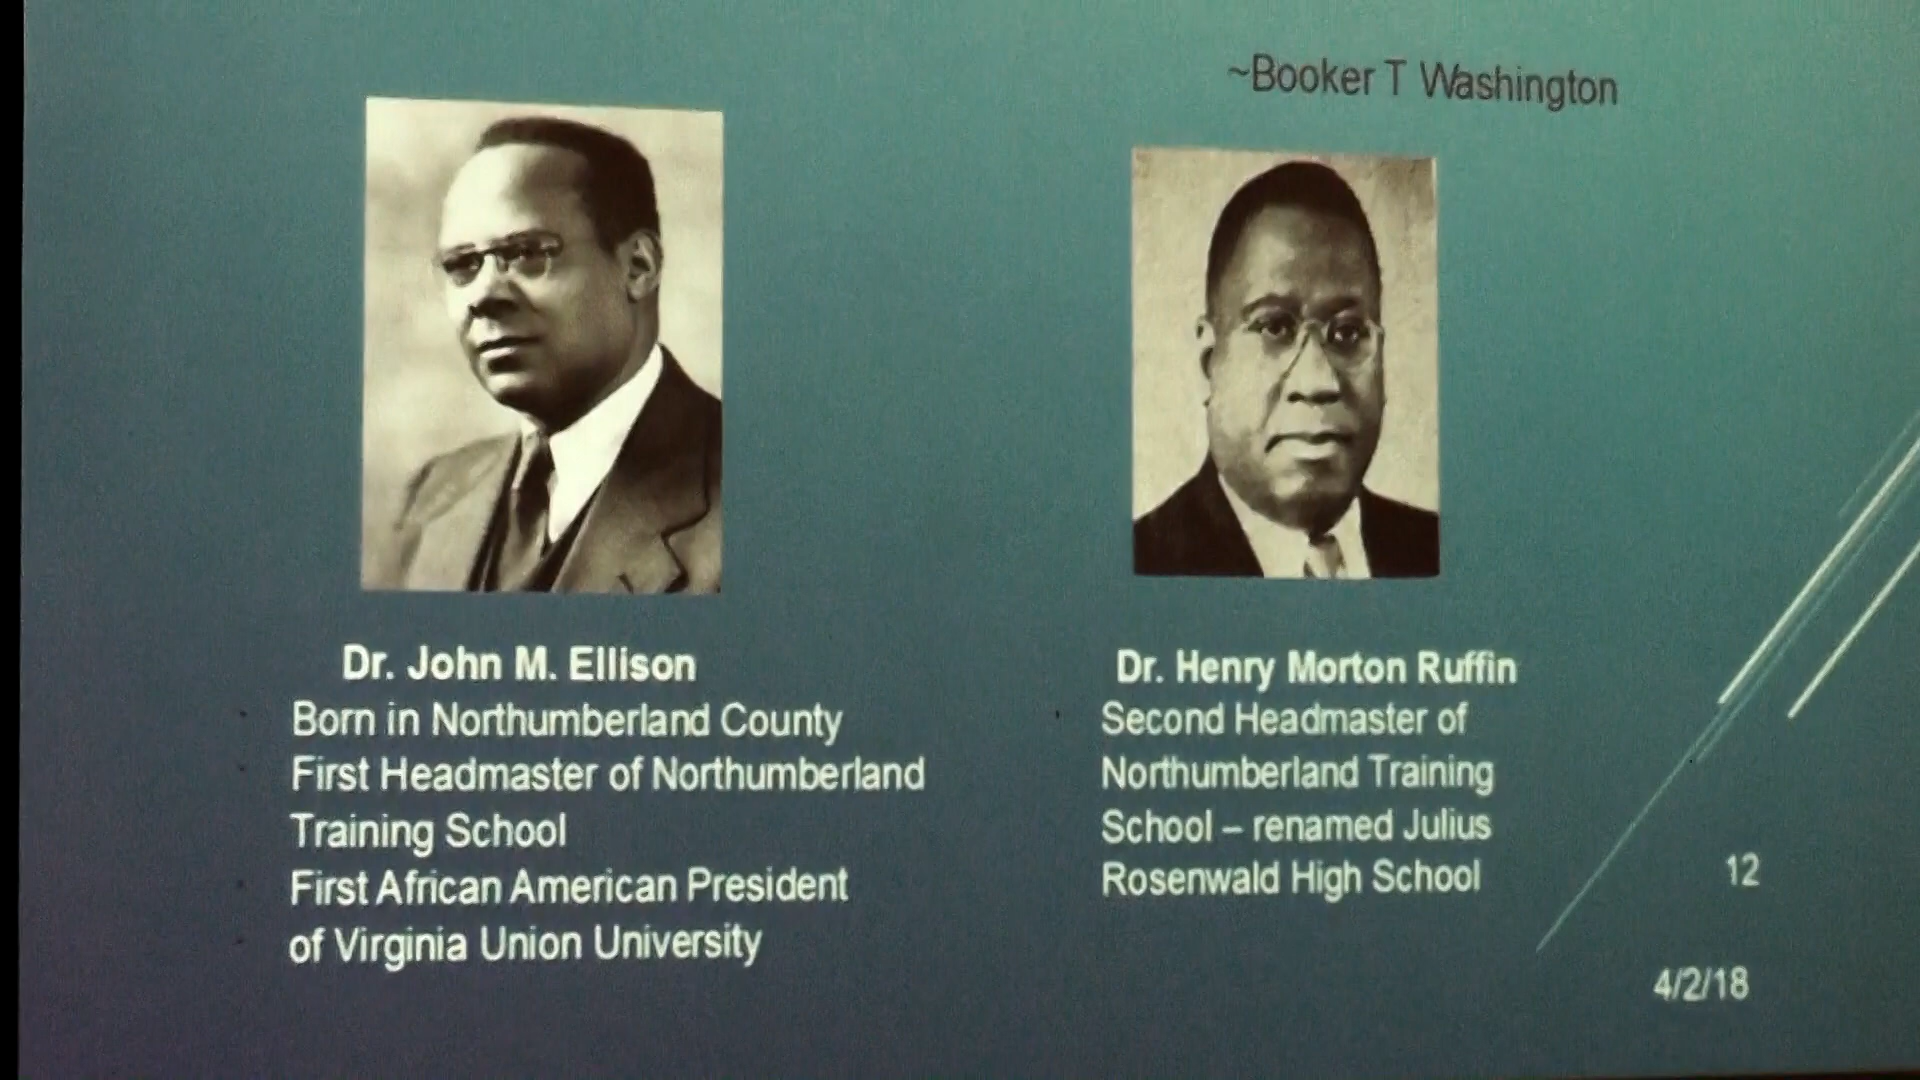 ~Booker T Washington
Dr. John M. Ellison
Born in Northumberland County
First Headmaster of Northumberland
Training School
First African American President
of Virginia Union University
Dr. Henry Morton Ruffin
Second Headmaster of
Northumberland Training
School – renamed Julius
Rosenwald High School
12
4/2/18